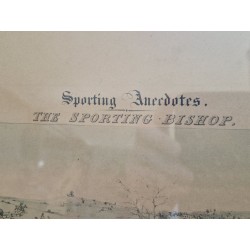 Sporting Anecdotes.
THE SPORTING BISHOP.